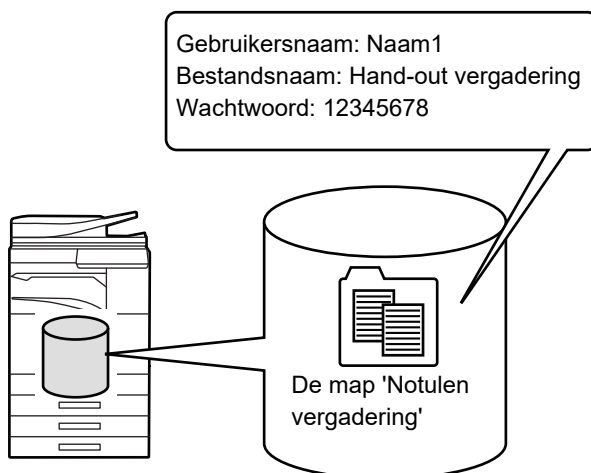 Gebruikersnaam: Naam1
Bestandsnaam: Hand-out vergadering
Wachtwoord: 12345678
De map 'Notulen
vergadering'